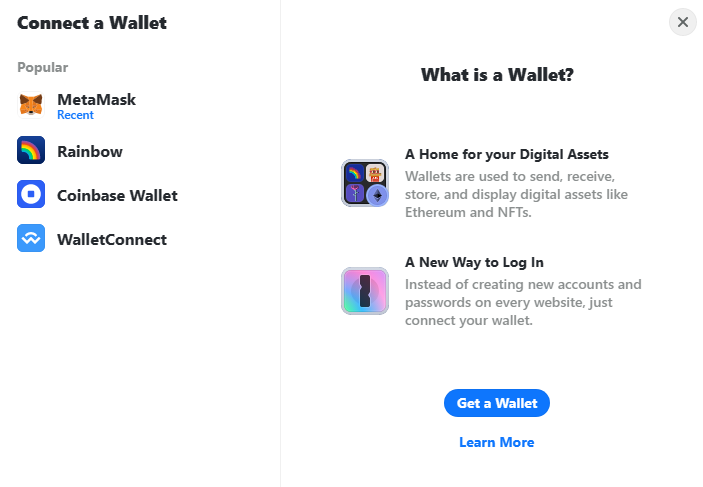 Connect a Wallet
Popular
MetaMask
Recent
Rainbow
Coinbase Wallet
WalletConnect
What is a Wallet?
A Home for your Digital Assets
Wallets are used to send, receive,
store, and display digital assets like
Ethereum and NFTs.
A New Way to Log In
Instead of creating new accounts and
passwords on every website, just
connect your wallet.
Get a Wallet
Learn More